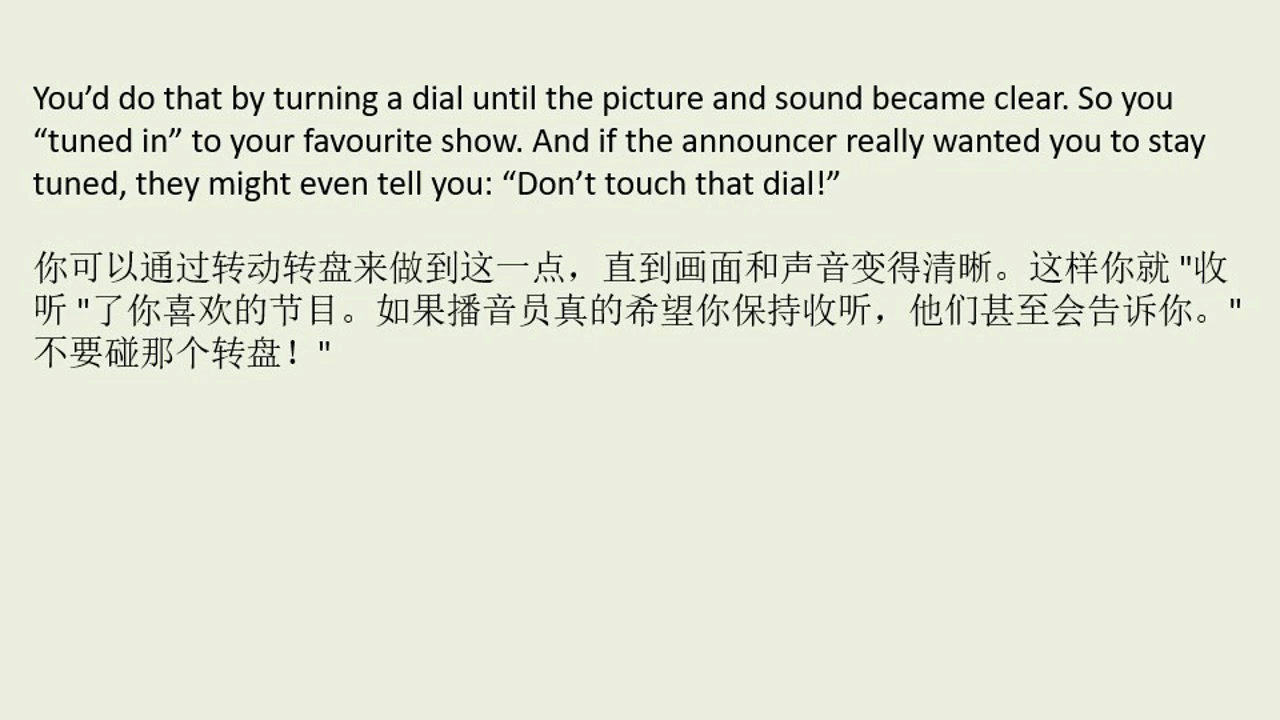 You’d do that by turning a dial until the picture and sound became clear. So you
“tuned in” to your favourite show. And if the announcer really wanted you to stay
tuned, they might even tell you: “Don’t touch that dial!”
你可以通过转动转盘来做到这一点，直到画面和声音变得清晰。这样你就 "收
听 "了你喜欢的节目。如果播音员真的希望你保持收听，他们甚至会告诉你。"
不要碰那个转盘！"